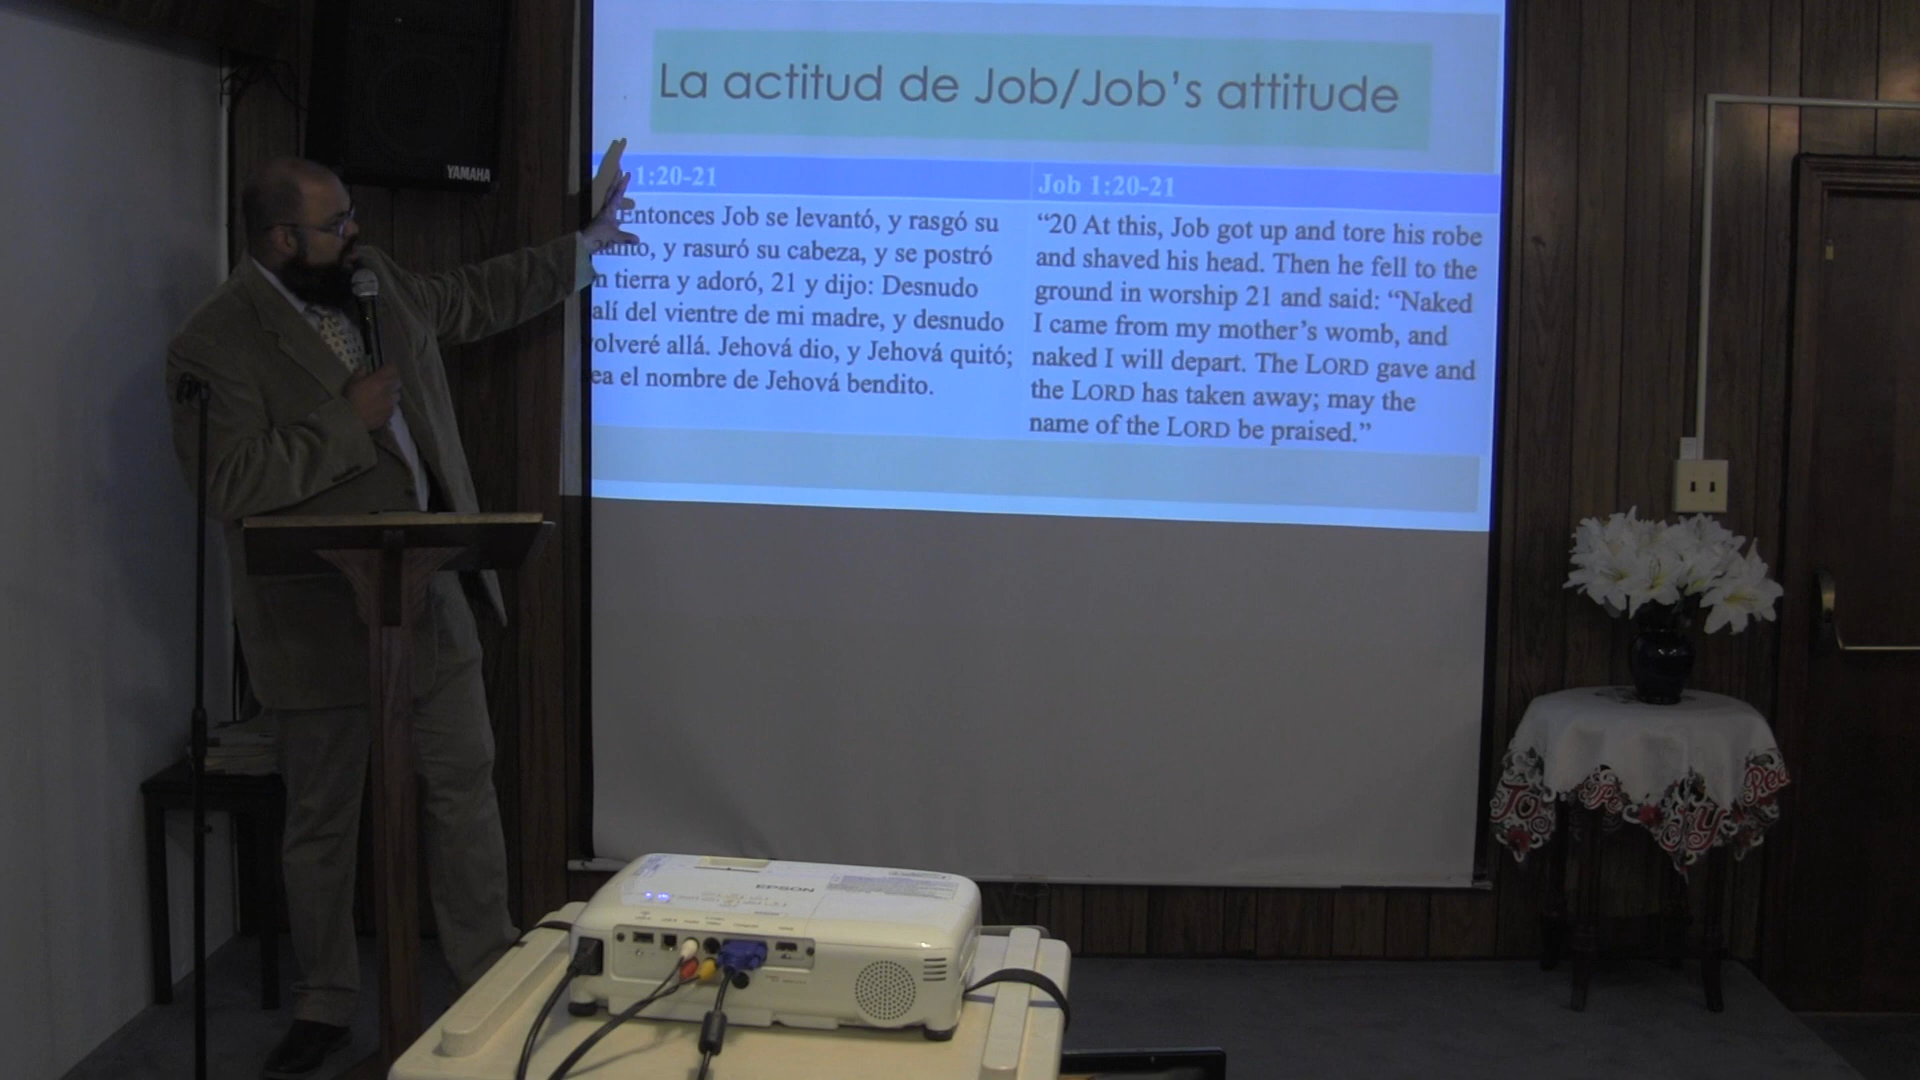 La actitud de Job/Job's attitude
1:20-21
Entonces Job se levantó, y rasgó su
y rasuró su cabeza, y se postró
tierra y adoró, 21 y dijo: Desnudo
del vientre de mi madre, y desnudo
allá. Jehová dio, y Jehová quitó;
el nombre de Jehová bendito.
Job 1:20-21
“20 At this, Job got up and tore his robe
and shaved his head. Then he fell to the
ground in worship 21 and said: “Naked
I came from my mother’s womb, and
naked I will depart. The LORD gave and
the LORD has taken away; may the
name of the LORD be praised.”
YAMAHA
EPSON